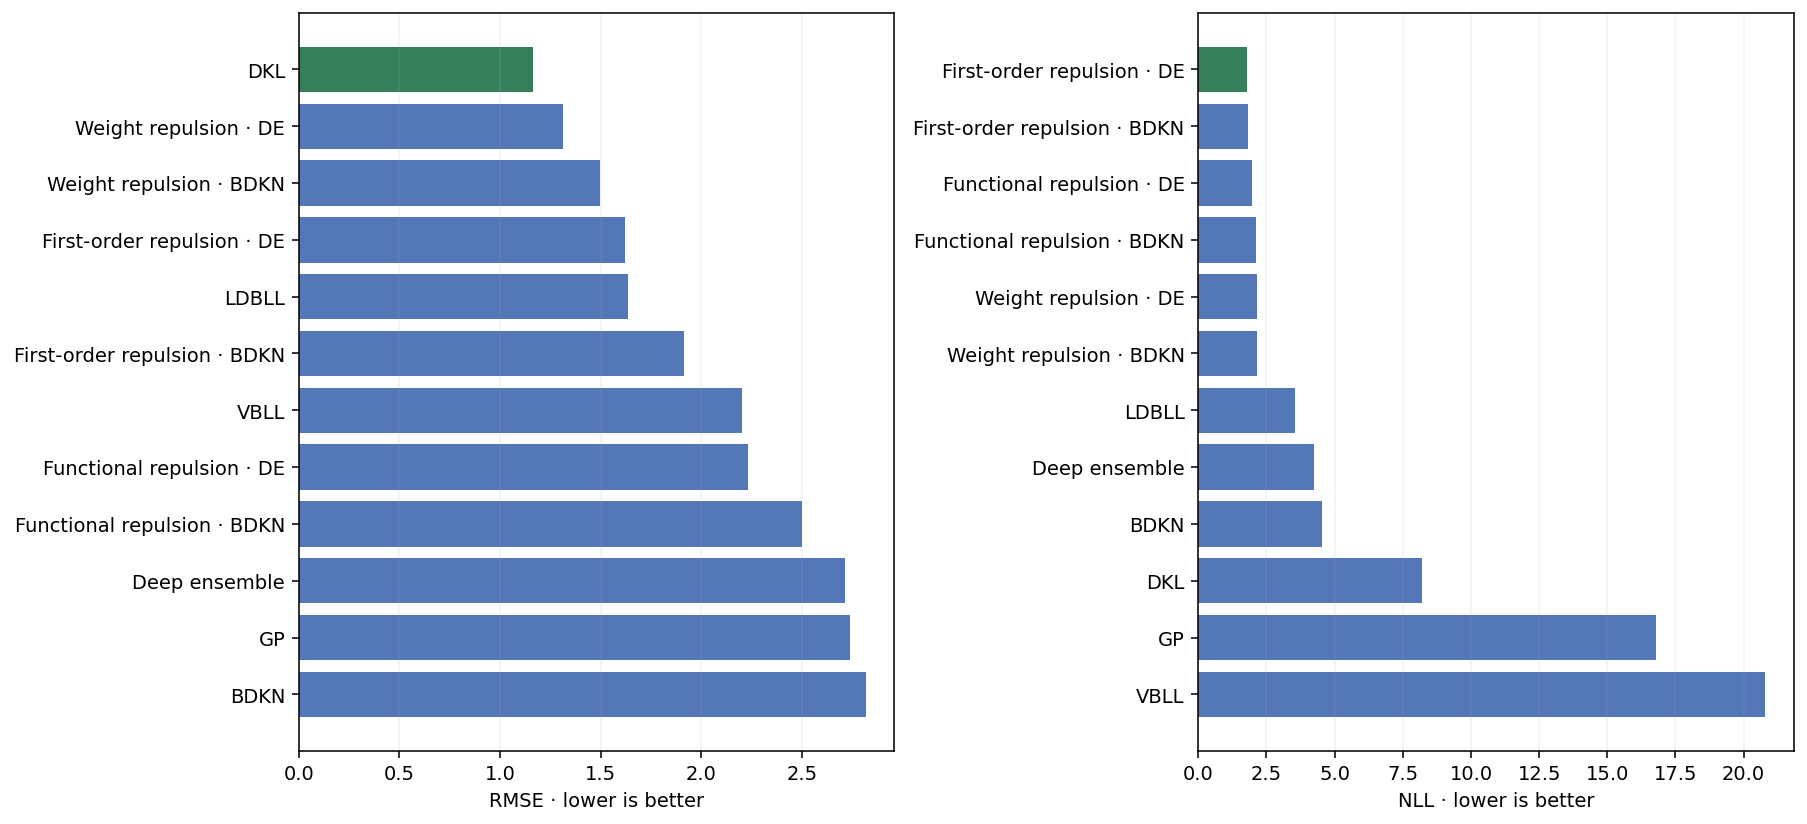 DKL
Weight repulsion · DE
Weight repulsion · BDKN
First-order repulsion · DE
LDBLL
First-order repulsion · BDKN
VBLL
Functional repulsion · DE
Functional repulsion · BDKN
Deep ensemble
GP
BDKN
0.0 0.5 1.0 1.5 2.0 2.5
RMSE · lower is better
First-order repulsion · DE
First-order repulsion · BDKN
Functional repulsion · DE
Functional repulsion · BDKN
Weight repulsion · DE
Weight repulsion · BDKN
LDBLL
Deep ensemble
BDKN
DKL
GP
VBLL
0.0 2.5 5.0 7.5 10.0 12.5 15.0 17.5 20.0
NLL · lower is better